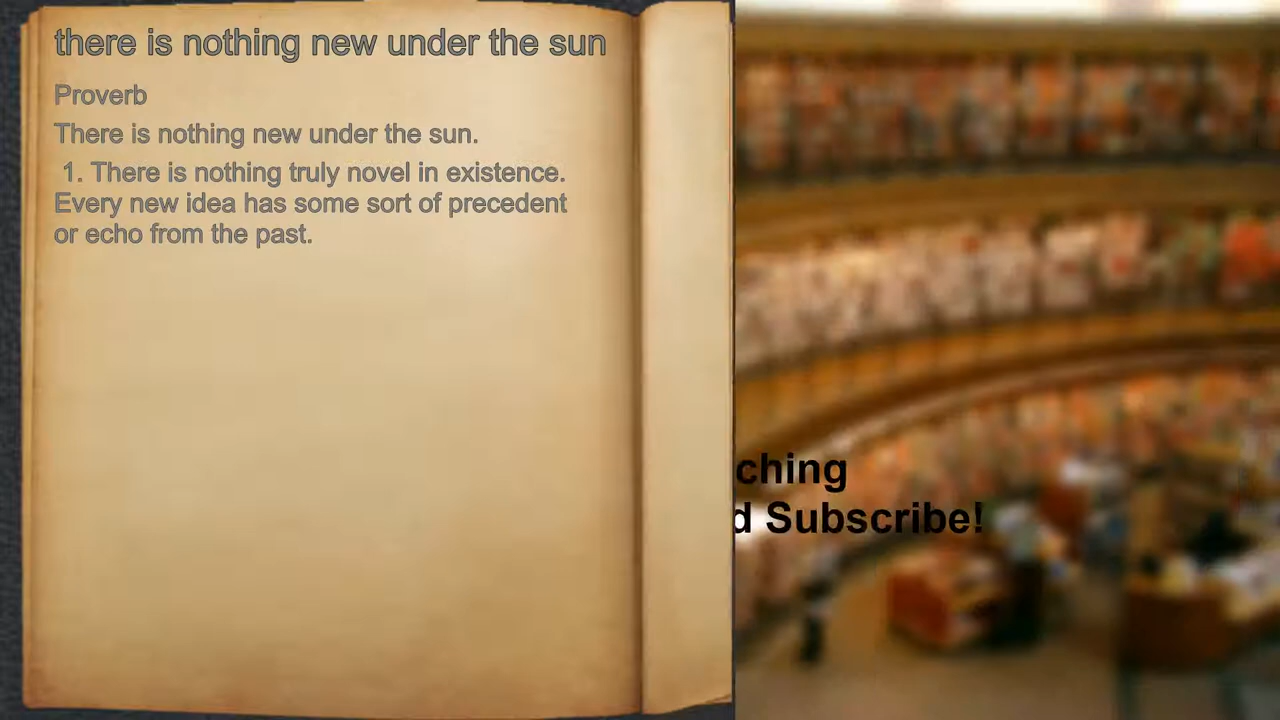 there is nothing new under the sun
Proverb
There is nothing new under the sun.
1. There is nothing truly novel in existence.
Every new idea has some sort of precedent
or echo from the past.
ching
d Subscribe!